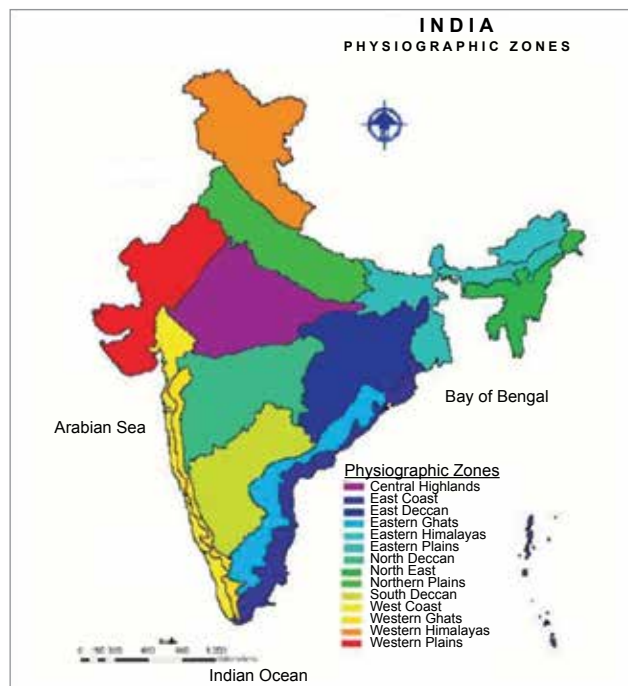 INDIA
PHYSIOGRAPHIC ZONES
Bay of Bengal
Arabian Sea
Physiographic Zones
Central Highlands
East Coast
East Deccan
Eastern Ghats
Eastern Himalayas
Eastern Plains
North Deccan
North East
Northern Plains
South Deccan
West Coast
Western Ghats
Western Himalayas
Western Plains
0
Indian Ocean